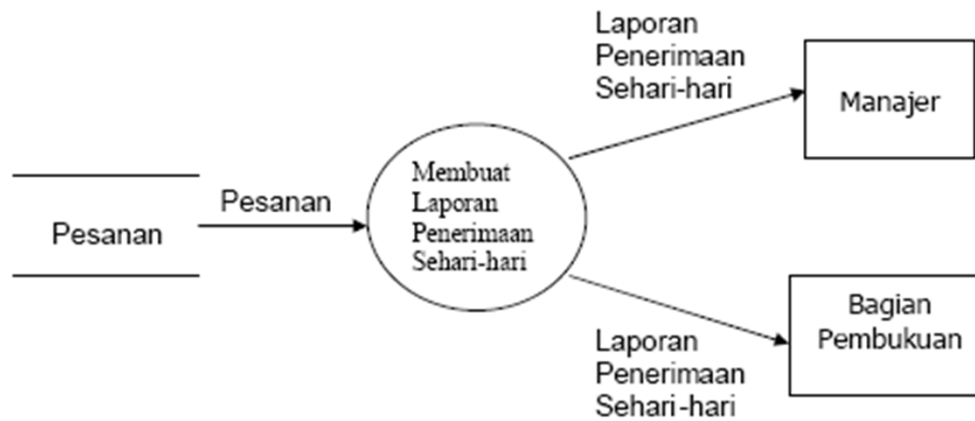 Pesanan
Pesanan
Membuat
Laporan
Penerimaan
Sehari-hari
Laporan
Penerimaan
Sehari-hari
Manajer
Laporan
Penerimaan
Sehari-hari
Bagian
Pembukuan